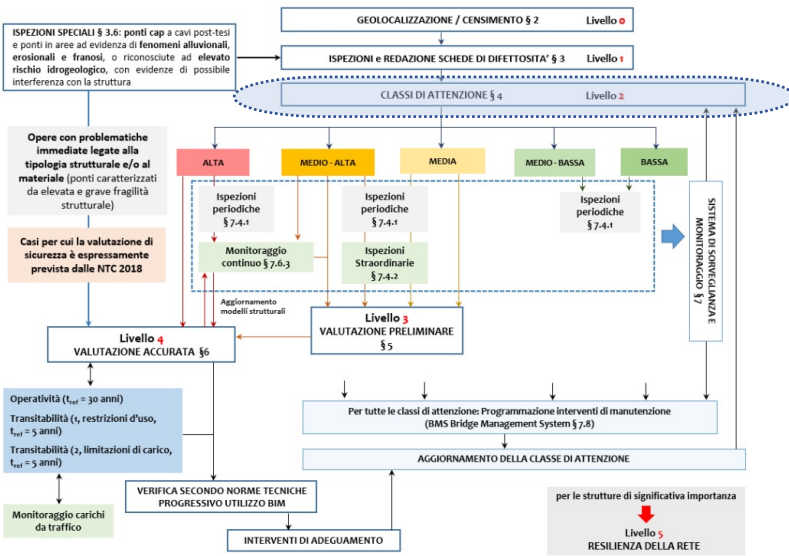 ISPEZIONI SPECIALI § 3.6: ponti cap a cavi post-tesi
e ponti in aree ad evidenza di fenomeni alluvionali,
erosionali e franosi, o riconosciute ad elevato
rischio idrogeologico, con evidenze di possibile
interferenza con la struttura
GEOLOCALIZZAZIONE / CENSIMENTO § 2 Livello 0
ISPEZIONI e REDAZIONE SCHEDE DI DIFETTOSITA' § 3 Livello 1
CLASSI DI ATTENZIONE § 4 Livello 2
Opere con problematiche
immediate legate alla
tipologia strutturale e/o al
materiale (ponti caratterizzati
da elevata e grave fragilità
strutturale)
Casi per cui la valutazione di
sicurezza è espressamente
prevista dalle NTC 2018
ALTA
MEDIO - ALTA
MEDIA
MEDIO - BASSA
BASSA
Ispezioni
periodiche
§ 7.4.1
Ispezioni
periodiche
§ 7.4.1
Ispezioni
periodiche
§ 7.4.1
Monitoraggio
continuo § 7.6.3
Ispezioni
Straordinarie
§ 7.4.2
SISTEMA DI SORVEGLIANZA E
MONITORAGGIO § 7
Aggiornamento
modelli strutturali
Livello 3
VALUTAZIONE PRELIMINARE
§ 5
Livello 4
VALUTAZIONE ACCURATA §6
Operatività (tref = 30 anni)
Transitabilità (1, restrizioni d'uso,
tref = 5 anni)
Transitabilità (2, limitazioni di carico,
tref = 5 anni)
Per tutte le classi di attenzione: Programmazione interventi di manutenzione
(BMS Bridge Management System § 7.8)
AGGIORNAMENTO DELLA CLASSE DI ATTENZIONE
Monitoraggio carichi
da traffico
VERIFICA SECONDO NORME TECNICHE
PROGRESSIVO UTILIZZO BIM
INTERVENTI DI ADEGUAMENTO
per le strutture di significativa importanza
Livello 5
RESILIENZA DELLA RETE